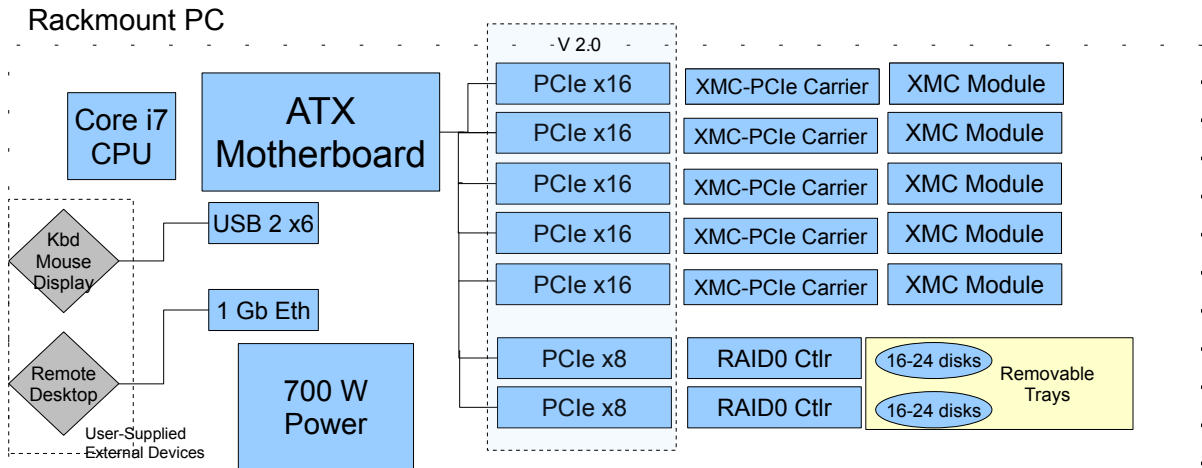 Rackmount PC
V 2.0
Core i7
CPU
ATX
Motherboard
PCIe x16
XMC-PCIe Carrier
XMC Module
PCIe x16
XMC-PCIe Carrier
XMC Module
PCIe x16
XMC-PCIe Carrier
XMC Module
PCIe x16
XMC-PCIe Carrier
XMC Module
PCIe x16
XMC-PCIe Carrier
XMC Module
Kbd
Mouse
Display
USB 2 x6
1 Gb Eth
Remote
Desktop
700 W
Power
User-Supplied
External Devices
PCIe x8
RAID0 Ctlr
16-24 disks
PCIe x8
RAID0 Ctlr
16-24 disks
Removable
Trays